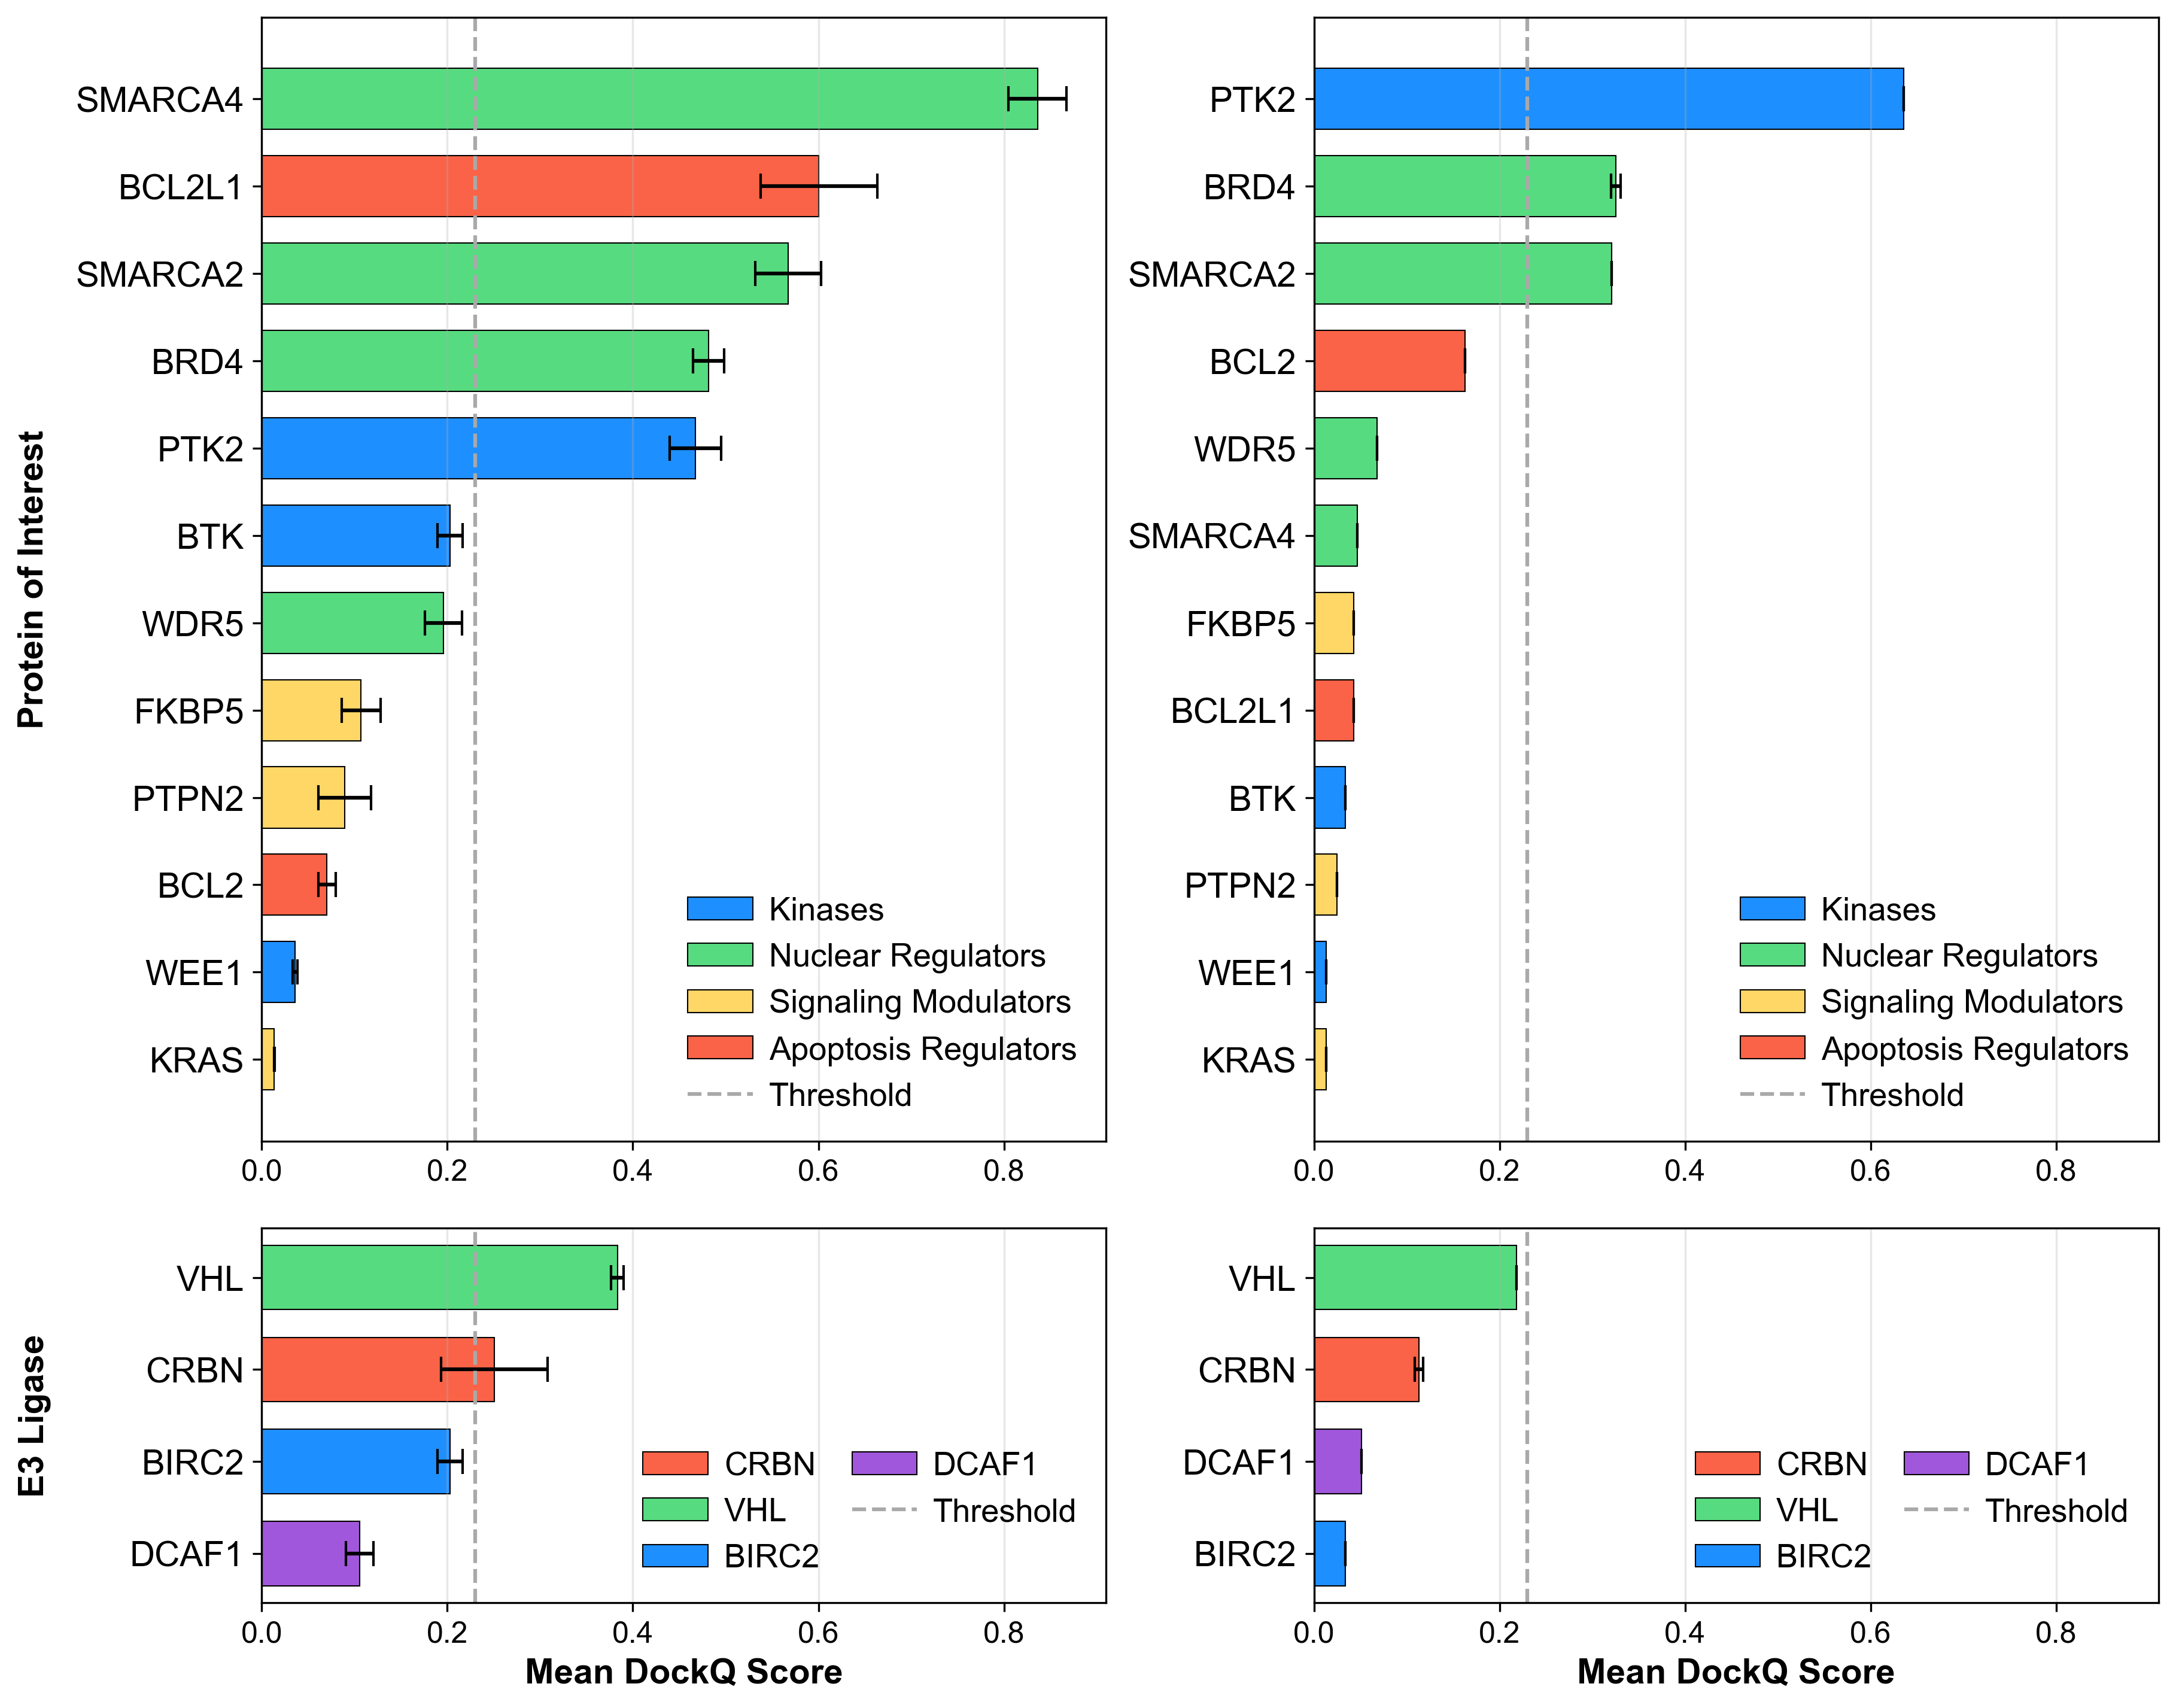 Protein of Interest
SMARCA4
BCL2L1
SMARCA2
BRD4
PTK2
BTK
WDR5
FKBP5
PTPN2
BCL2
WEE1
KRAS
Kinases
Nuclear Regulators
Signaling Modulators
Apoptosis Regulators
Threshold
0.0 0.2 0.4 0.6 0.8
PTK2
BRD4
SMARCA2
BCL2
WDR5
SMARCA4
FKBP5
BCL2L1
BTK
PTPN2
WEE1
KRAS
Kinases
Nuclear Regulators
Signaling Modulators
Apoptosis Regulators
Threshold
0.0 0.2 0.4 0.6 0.8
E3 Ligase
VHL
CRBN
BIRC2
DCAF1
CRBN DCAF1
VHL Threshold
BIRC2
0.0 0.2 0.4 0.6 0.8
Mean DockQ Score
VHL
CRBN
DCAF1
BIRC2
CRBN DCAF1
VHL Threshold
BIRC2
0.0 0.2 0.4 0.6 0.8
Mean DockQ Score